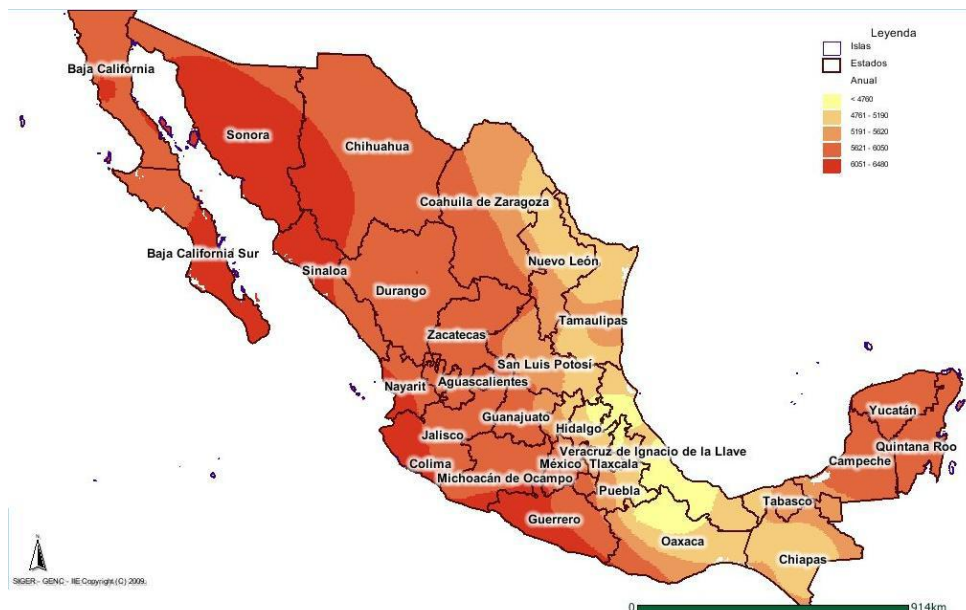 Leyenda
Islas
Estados
Anual
< 4760
4761 - 5190
5191 - 5620
5621 - 6050
6051 - 6480
Baja California
Sonora
Chihuahua
Coahuila de Zaragoza
Baja California Sur
Sinaloa
Nuevo León
Durango
Tamaulipas
Zacatecas
San Luis Potosí
Nayarit
Aguascalientes
Guanajuato
Hidalgo
Yucatán
Jalisco
Veracruz de Ignacio de la Llave
Quintana Roo
Colima
México
Tlaxcala
Campeche
Michoacán de Ocampo
Puebla
Tabasco
Guerrero
Oaxaca
Chiapas
N
SIGER - GENC - IIE Copyright (C) 2009.
0
914km